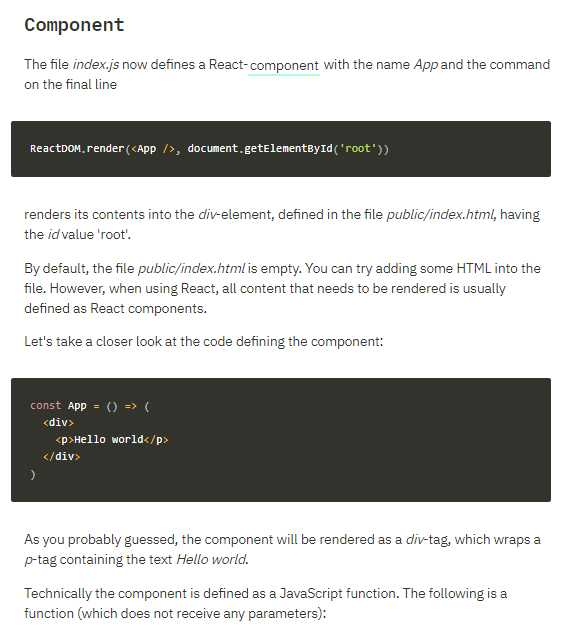 Component
The file index.js now defines a React-component with the name App and the command
on the final line
ReactDOM.render(<App />, document.getElementById('root'))
renders its contents into the div-element, defined in the file public/index.html, having
the id value 'root'.
By default, the file public/index.html is empty. You can try adding some HTML into the
file. However, when using React, all content that needs to be rendered is usually
defined as React components.
Let's take a closer look at the code defining the component:
const App = () => (
  <div>
    <p>Hello world</p>
  </div>
)
As you probably guessed, the component will be rendered as a div-tag, which wraps a
p-tag containing the text Hello world.
Technically the component is defined as a JavaScript function. The following is a
function (which does not receive any parameters):